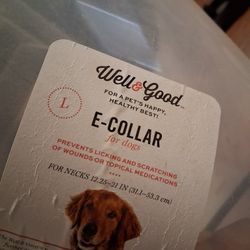 Well&Good
FOR A PET'S HAPPY,
HEALTHY BEST!
L
E-COLLAR
for dogs
PREVENTS LICKING AND SCRATCHING
OF WOUNDS OR TOPICAL MEDICATIONS
FOR NECKS 12.25-21 IN (31.1-53.3 cm)